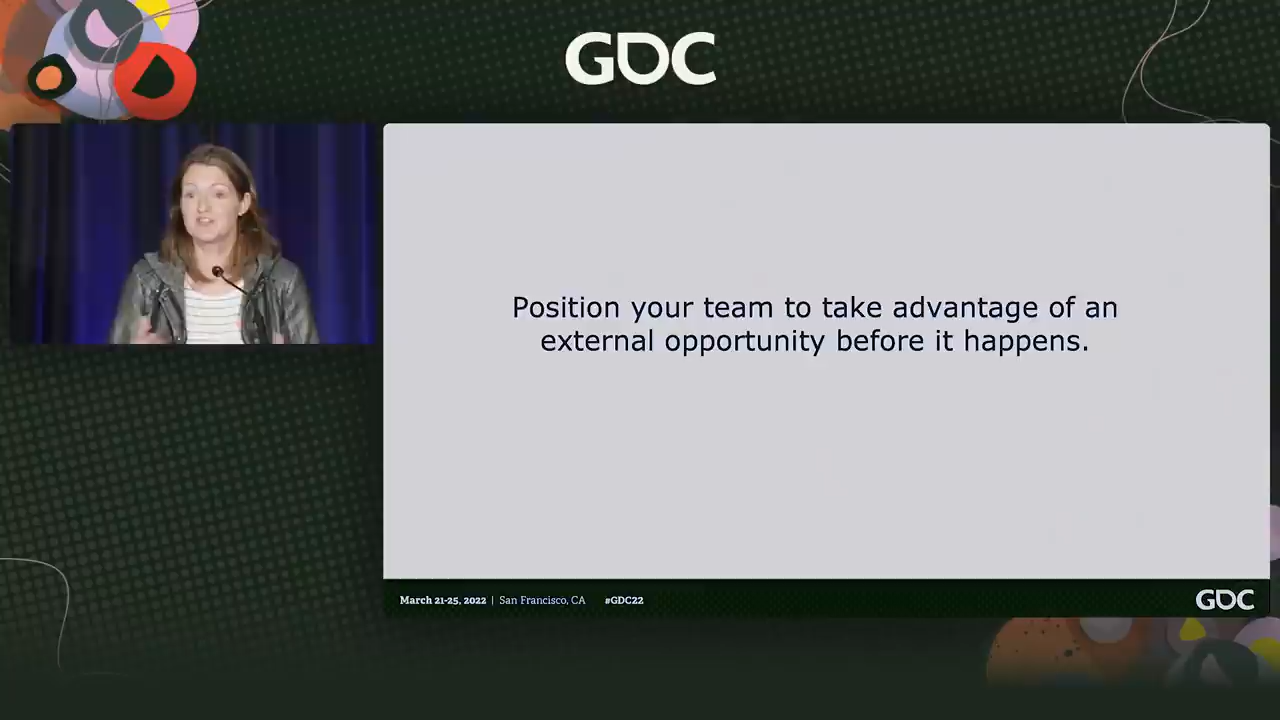 GDC
Position your team to take advantage of an
external opportunity before it happens.
March 21-25, 2022 | San Francisco, CA #GDC22
GDC